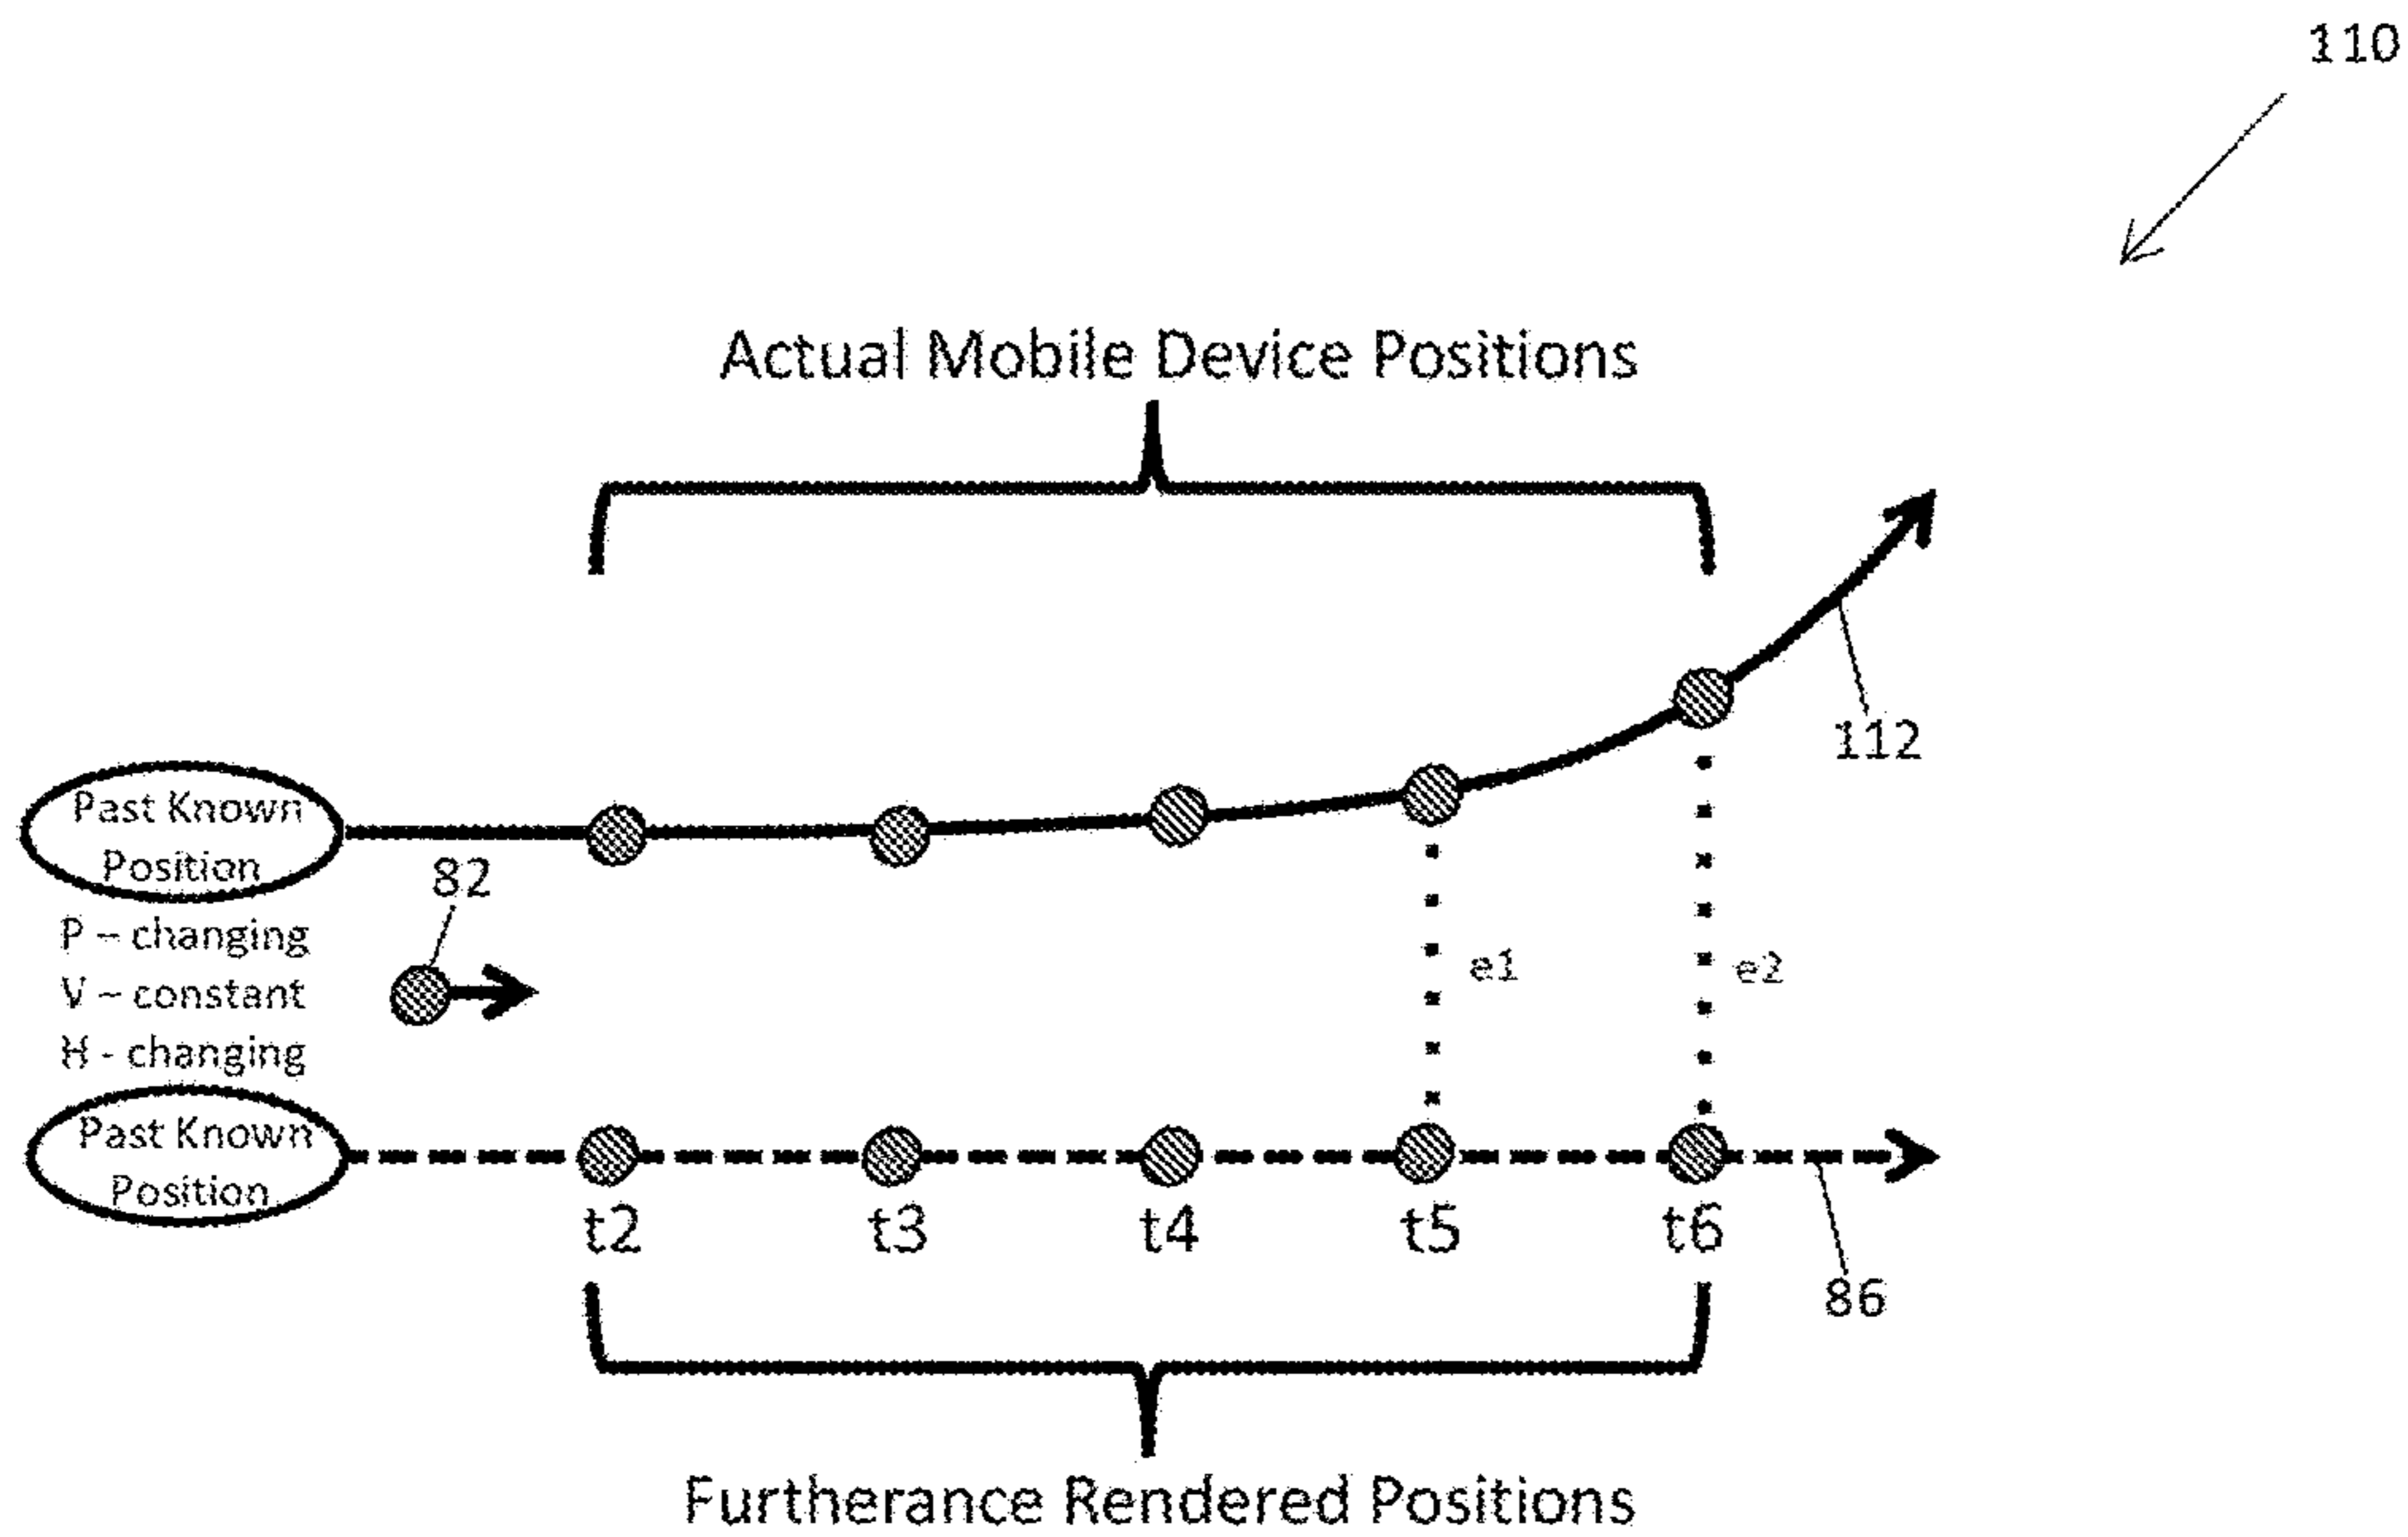 110
Actual Mobile Device Positions
112
Past Known
Position
82
P – changing
V – constant
H - changing
e1
e2
Past Known
Position
t2 t3 t4 t5 t6
86
Furtherance Rendered Positions